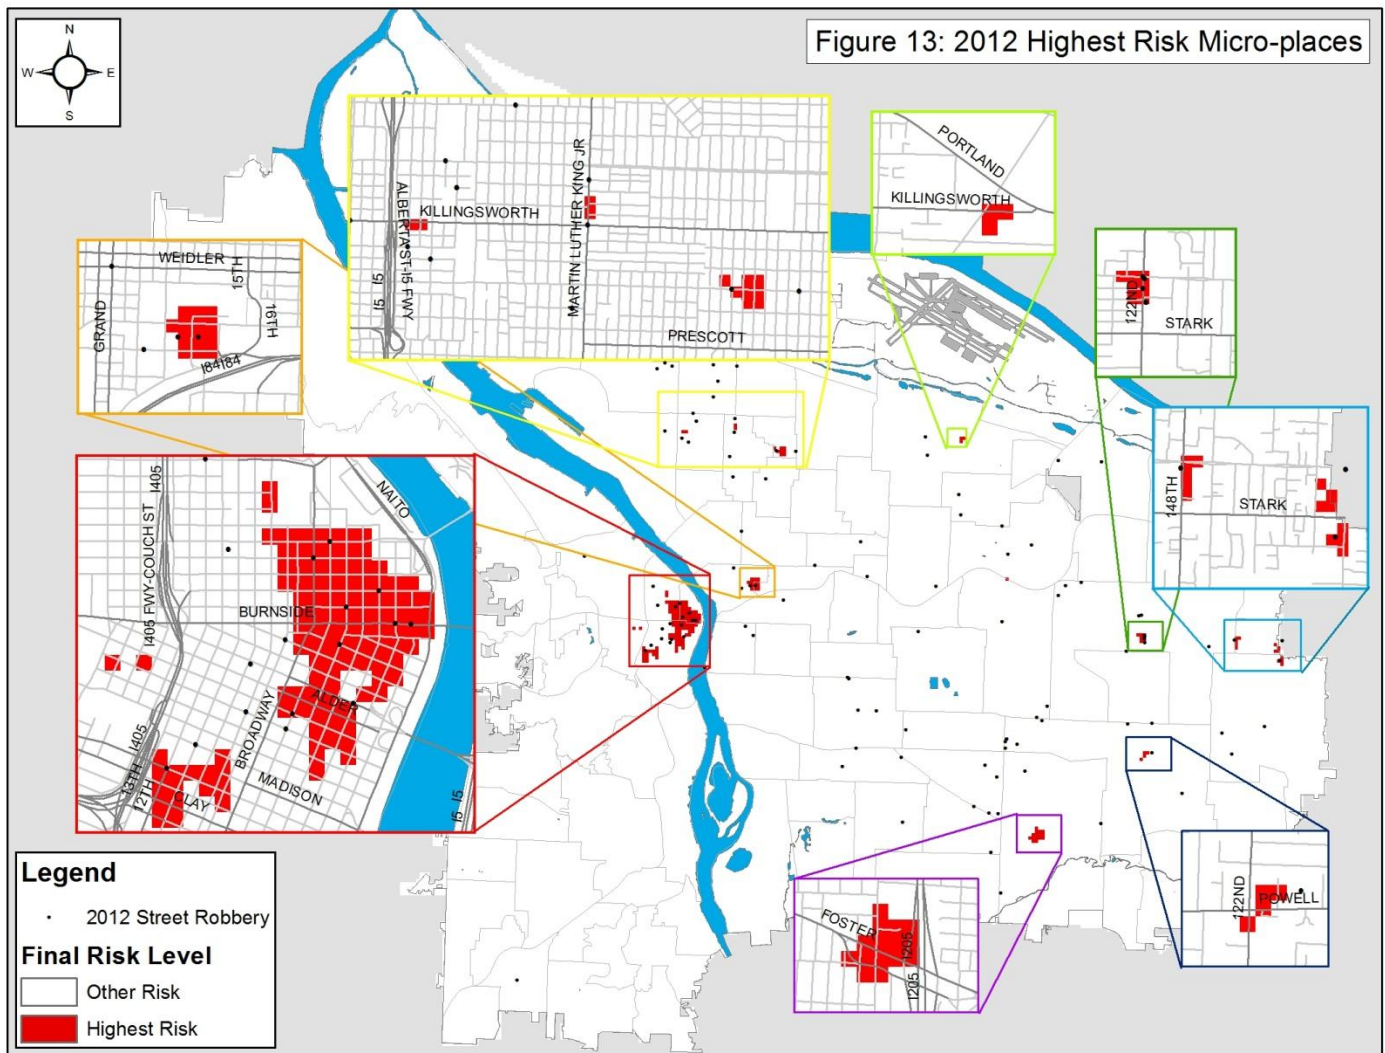 Figure 13: 2012 Highest Risk Micro-places
N
W
E
S
ALBERTA ST-I5 FWY
I5
I5
KILLINGSWORTH
MARTIN LUTHER KING JR
PRESCOTT
PORTLAND
KILLINGSWORTH
122ND
STARK
WEIDLER
15TH
16TH
GRAND
I84
I84
148TH
STARK
I405
I405 FWY-COUCH ST
NAITO
BURNSIDE
ALDER
BROADWAY
MADISON
I405
13TH
12TH
CLAY
I5
I5
FOSTER
I205
I205
122ND
POWELL
Legend
2012 Street Robbery
Final Risk Level
Other Risk
Highest Risk